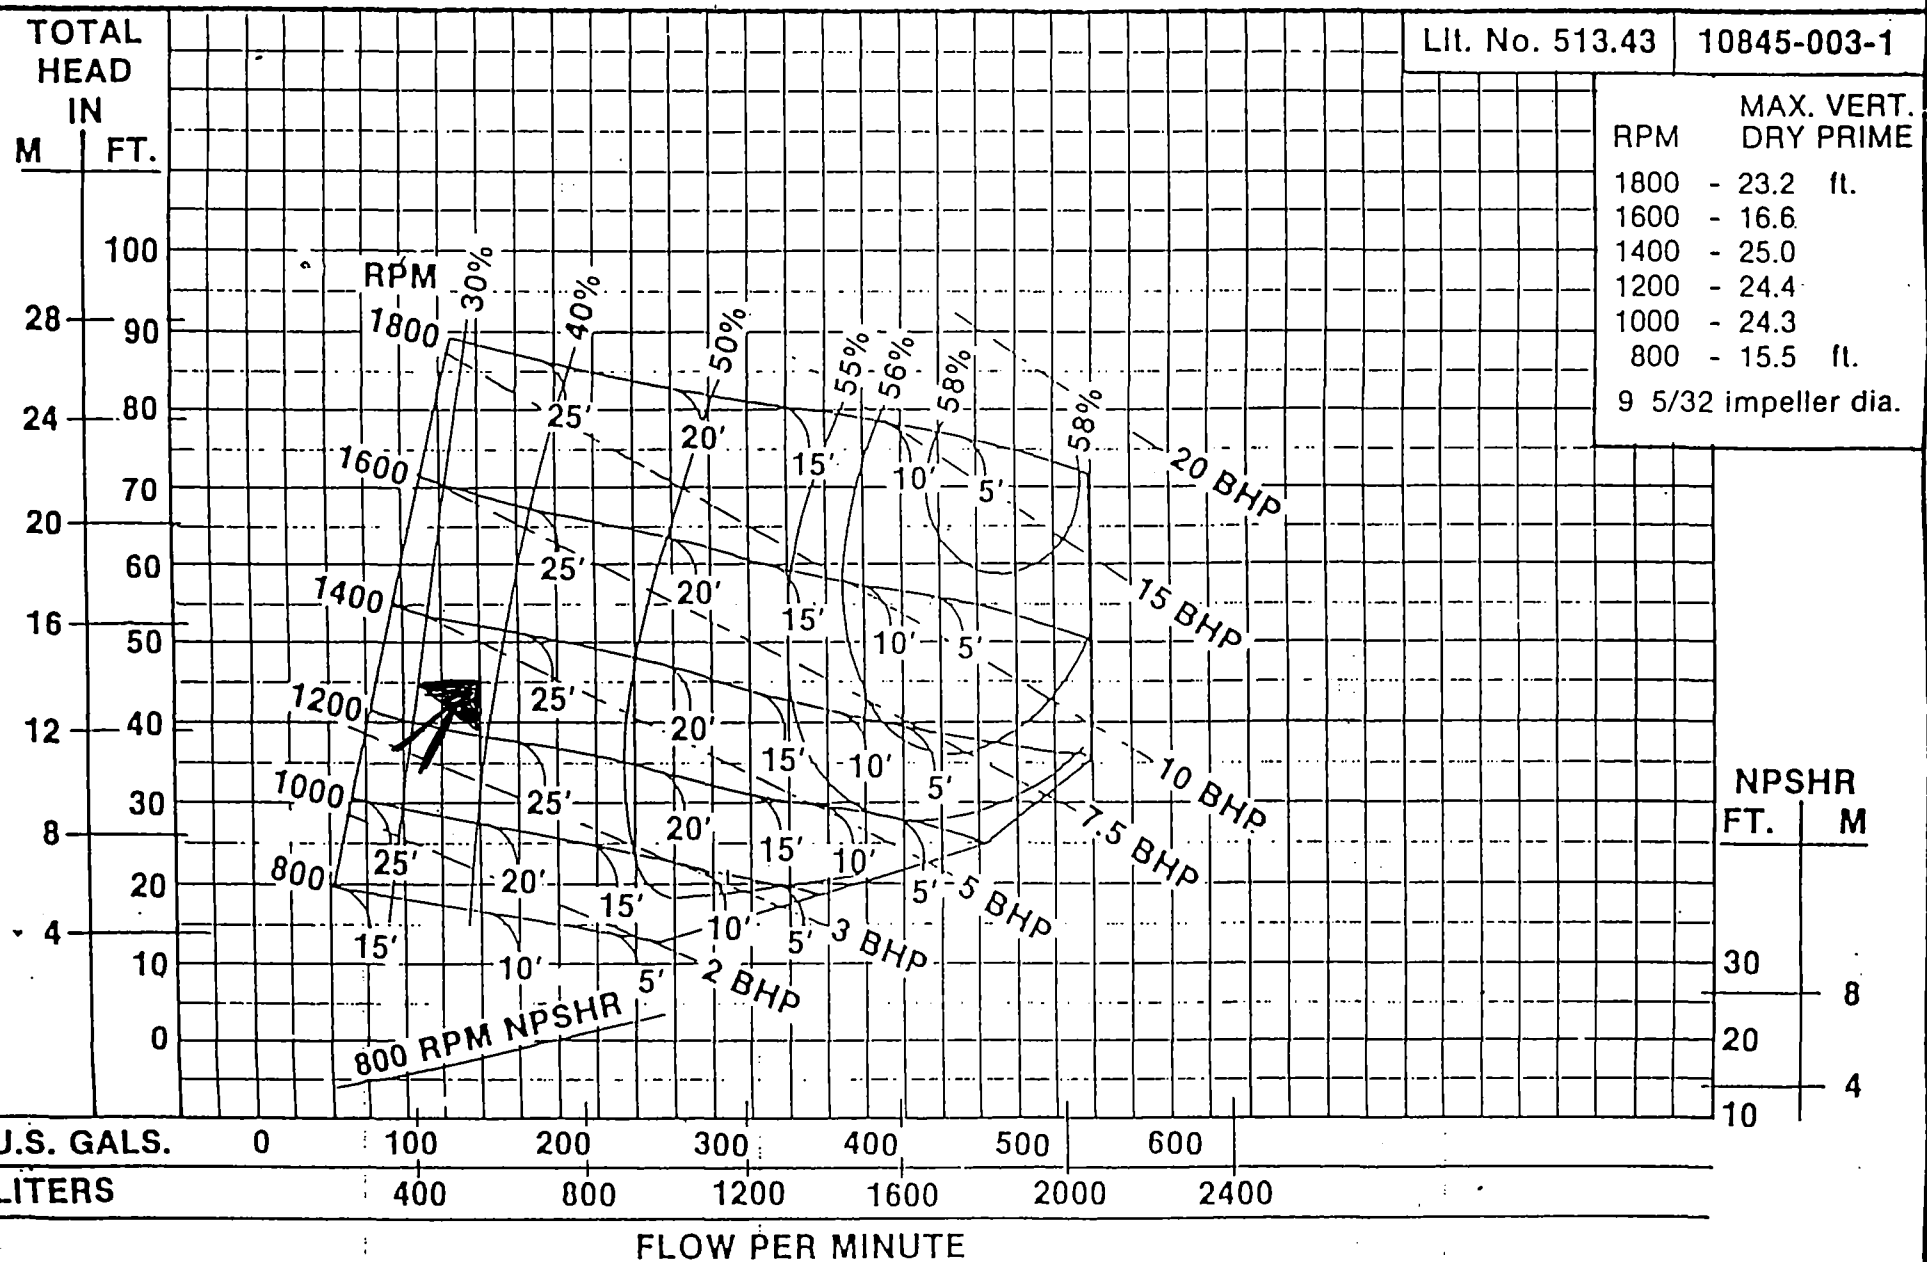 TOTAL
HEAD
IN
M FT.
Lit. No. 513.43 10845-003-1
MAX. VERT.
RPM DRY PRIME
1800 - 23.2 ft.
1600 - 16.6
1400 - 25.0
1200 - 24.4
1000 - 24.3
800 - 15.5 ft.
9 5/32 impeller dia.
100
28
90
24
80
70
20
60
16
50
12
40
30
8
20
4
10
0
RPM
1800
1600
1400
1200
1000
800
30%
40%
50%
55%
56%
58%
58%
25'
20'
15'
10'
5'
25'
20'
15'
10'
5'
25'
20'
15'
10'
5'
25'
20'
15'
10'
5'
25'
20'
15'
10'
5'
15'
10'
5'
20 BHP
15 BHP
10 BHP
7.5 BHP
5 BHP
3 BHP
2 BHP
800 RPM NPSHR
NPSHR
FT. M
30
8
20
4
10
U.S. GALS. 0 100 200 300 400 500 600
LITERS 400 800 1200 1600 2000 2400
FLOW PER MINUTE